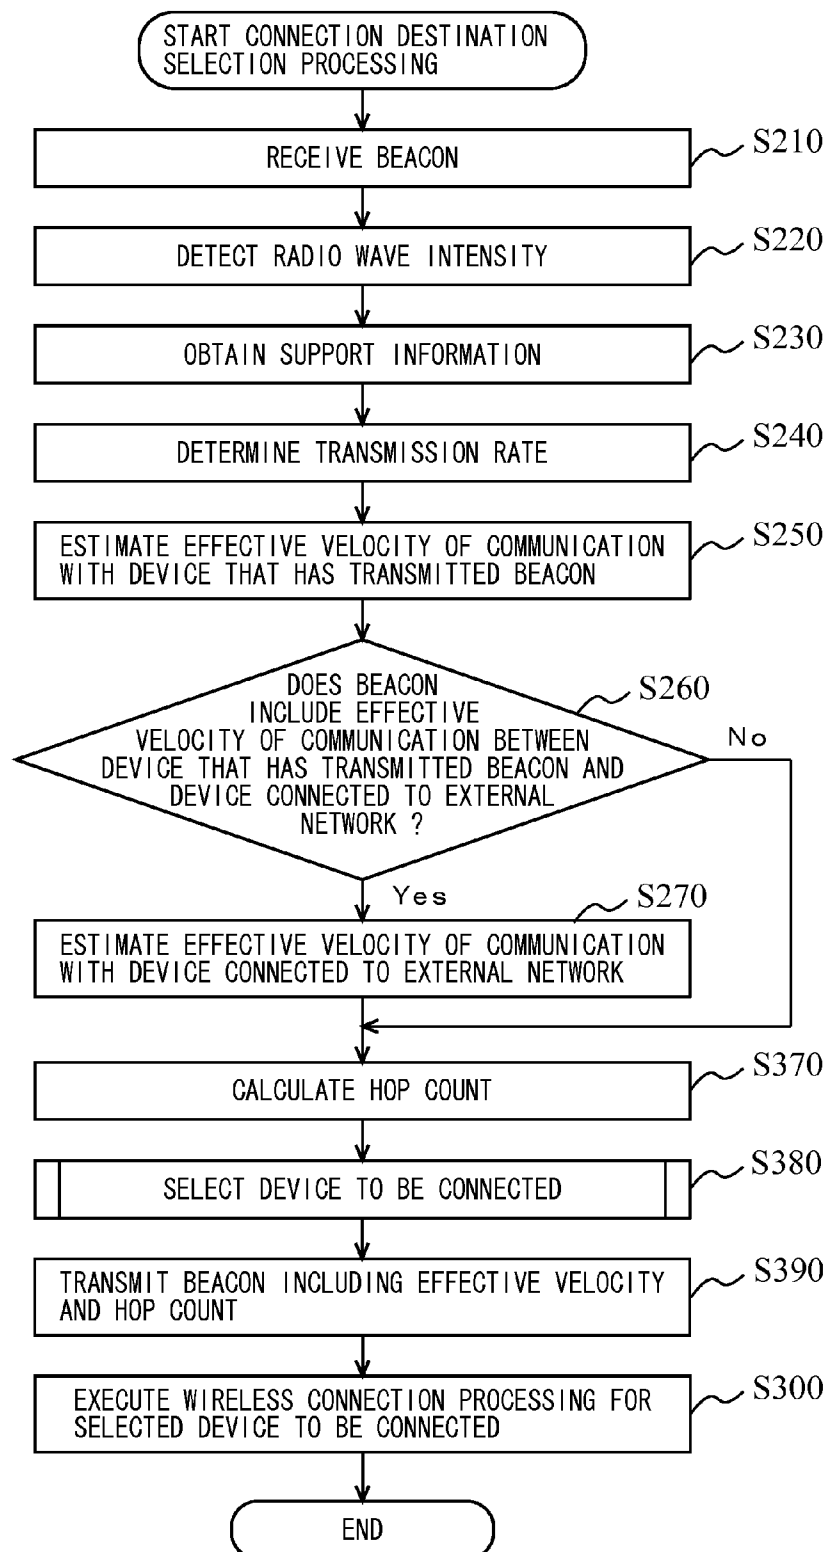 START CONNECTION DESTINATION
SELECTION PROCESSING
RECEIVE BEACON
S210
DETECT RADIO WAVE INTENSITY
S220
OBTAIN SUPPORT INFORMATION
S230
DETERMINE TRANSMISSION RATE
S240
ESTIMATE EFFECTIVE VELOCITY OF COMMUNICATION
WITH DEVICE THAT HAS TRANSMITTED BEACON
S250
DOES BEACON
INCLUDE EFFECTIVE
VELOCITY OF COMMUNICATION BETWEEN
DEVICE THAT HAS TRANSMITTED BEACON AND
DEVICE CONNECTED TO EXTERNAL
NETWORK ?
S260
No
Yes
S270
ESTIMATE EFFECTIVE VELOCITY OF COMMUNICATION
WITH DEVICE CONNECTED TO EXTERNAL NETWORK
CALCULATE HOP COUNT
S370
SELECT DEVICE TO BE CONNECTED
S380
TRANSMIT BEACON INCLUDING EFFECTIVE VELOCITY
AND HOP COUNT
S390
EXECUTE WIRELESS CONNECTION PROCESSING FOR
SELECTED DEVICE TO BE CONNECTED
S300
END